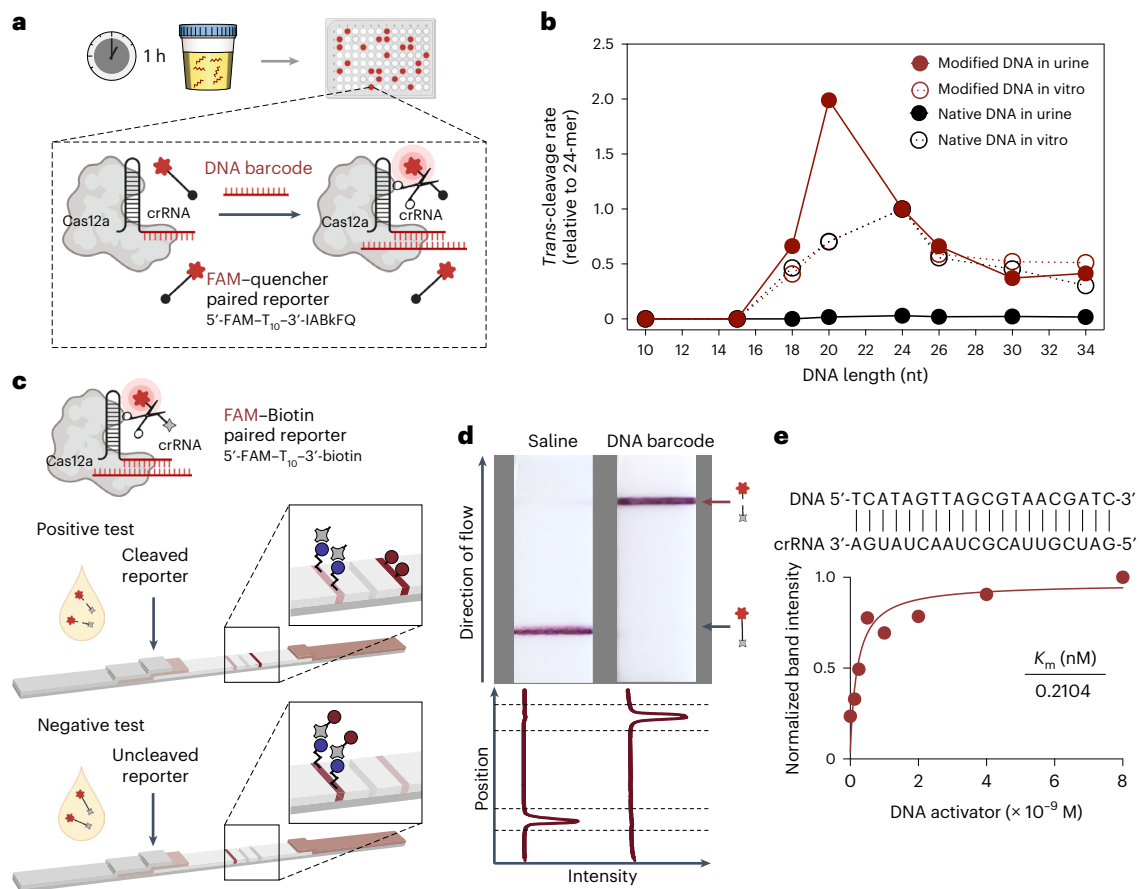 a
1 h
DNA barcode
Cas12a
crRNA
Cas12a
crRNA
FAM–quencher
paired reporter
5′-FAM–T10–3′-IABkFQ
b
2.5
2.0
1.5
1.0
0.5
0
Trans-cleavage rate
(relative to 24-mer)
Modified DNA in urine
Modified DNA in vitro
Native DNA in urine
Native DNA in vitro
10 12 14 16 18 20 22 24 26 28 30 32 34
DNA length (nt)
c
Cas12a
crRNA
FAM–Biotin
paired reporter
5′-FAM–T10–3′-biotin
Positive test
Cleaved
reporter
Negative test
Uncleaved
reporter
d
Saline
DNA barcode
Direction of flow
Position
Intensity
e
DNA 5′-TCATAGTTAGCGTAACGATC-3′
crRNA 3′-AGUAUCAAUCGCAUUGCUAG-5′
Normalized band intensity
1.0
0.5
0
Km (nM)
0.2104
0 2 4 6 8
DNA activator (× 10−9 M)